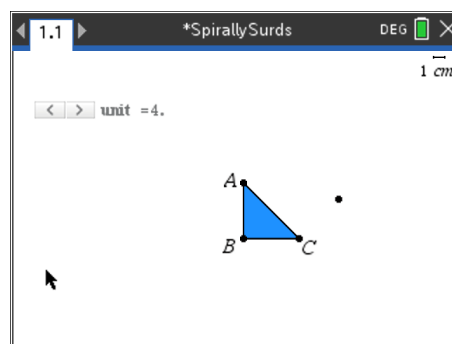 1.1 *SpirallySurds DEG
1 cm
< > unit =4.
A
B C